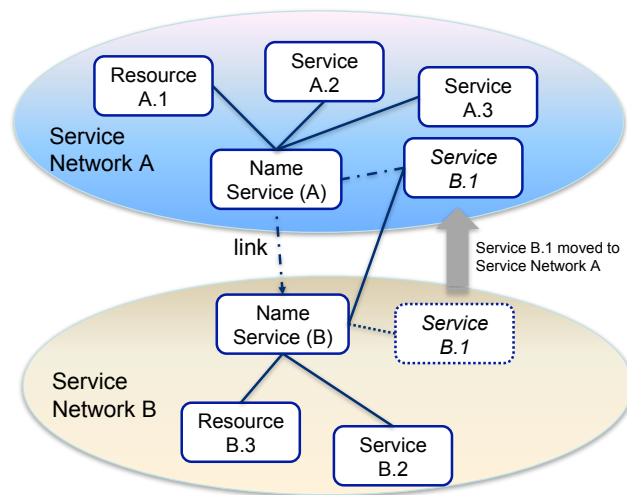 Resource
A.1
Service
A.2
Service
A.3
Service
Network A
Name
Service (A)
Service
B.1
link
Service B.1 moved to
Service Network A
Name
Service (B)
Service
B.1
Service
Network B
Resource
B.3
Service
B.2